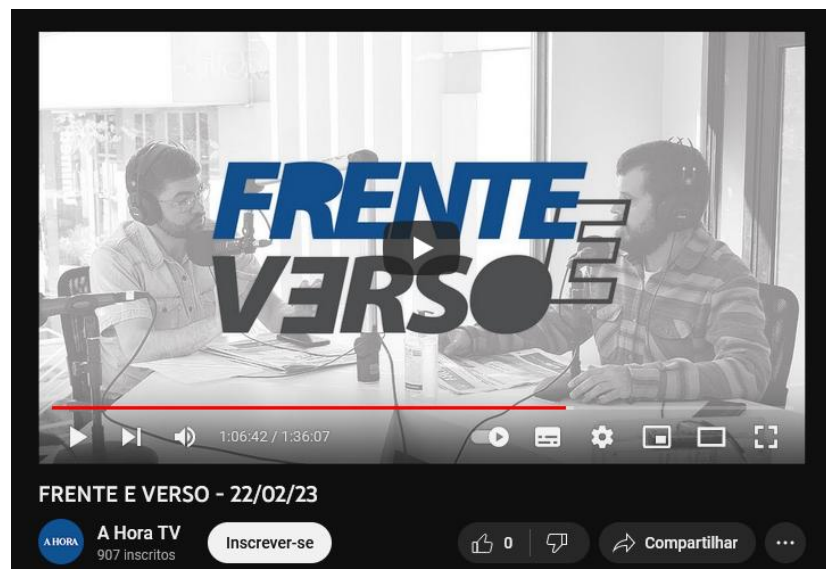 FRENTE
E
VERSO
1:06:42 / 1:36:07
FRENTE E VERSO - 22/02/23
A HORA
A Hora TV
907 inscritos
Inscrever-se
0
Compartilhar